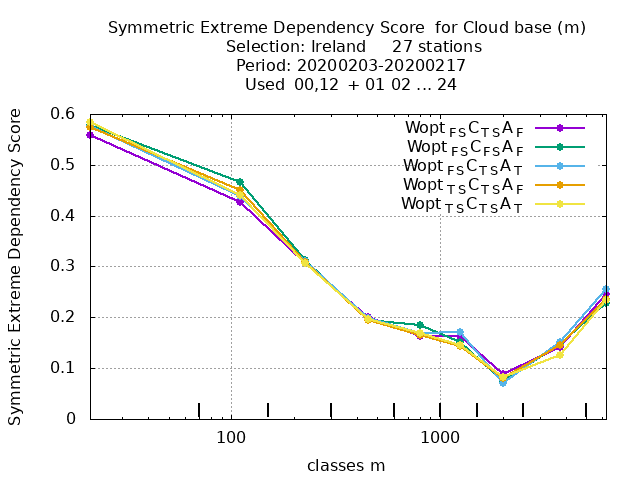 Symmetric Extreme Dependency Score for Cloud base (m)
Selection: Ireland 27 stations
Period: 20200203-20200217
Used 00,12 + 01 02 ... 24
Symmetric Extreme Dependency Score
0.6
0.5
0.4
0.3
0.2
0.1
0
Wopt FS C TS A F
Wopt FS C FS A F
Wopt FS C TS A T
Wopt TS C TS A F
Wopt TS C TS A T
100 1000
classes m